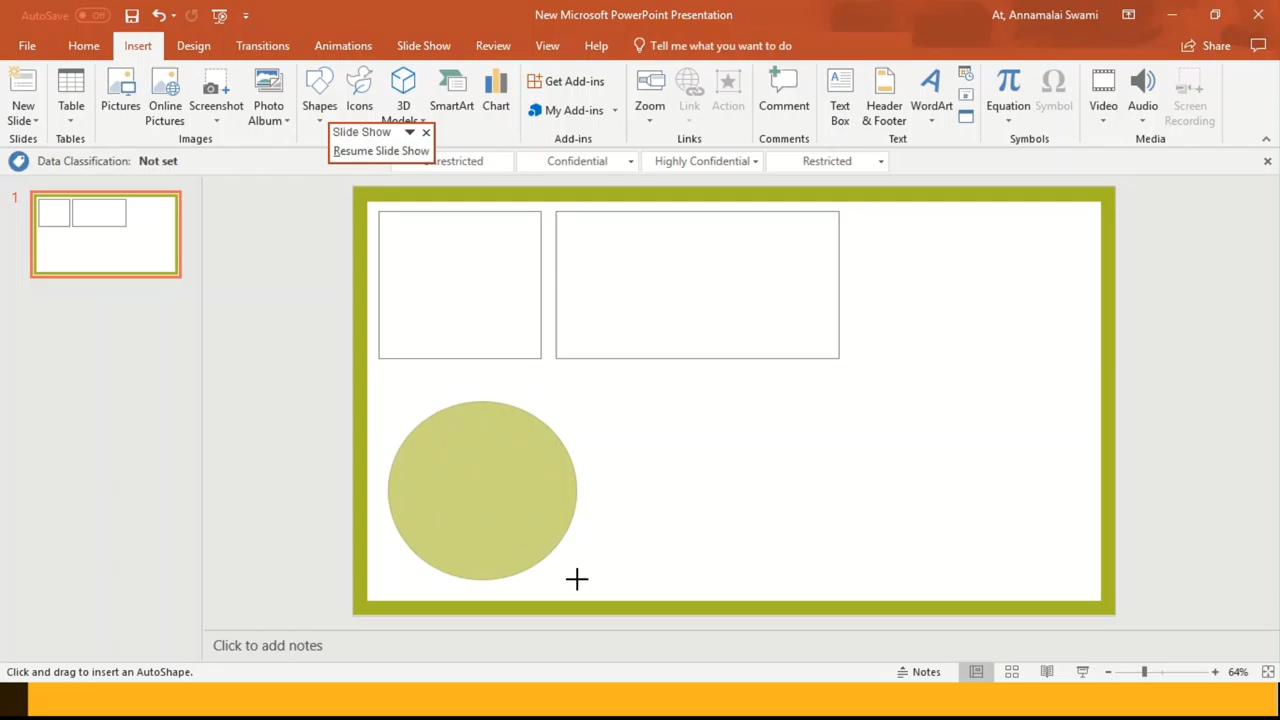 AutoSave Off
New Microsoft PowerPoint Presentation
At, Annamalai Swami
File Home Insert Design Transitions Animations Slide Show Review View Help Tell me what you want to do Share
New Slide
Table
Pictures
Online Pictures
Screenshot
Photo Album
Shapes
Icons
3D Models
SmartArt
Chart
Get Add-ins
My Add-ins
Zoom
Link
Action
Comment
Text Box
Header & Footer
WordArt
Equation
Symbol
Video
Audio
Screen Recording
Slides Tables Images Add-ins Links Comments Text Symbols Media
Slide Show
Resume Slide Show
Data Classification: Not set
Confidential Highly Confidential Restricted
1
Click to add notes
Click and drag to insert an AutoShape.
Notes
64%